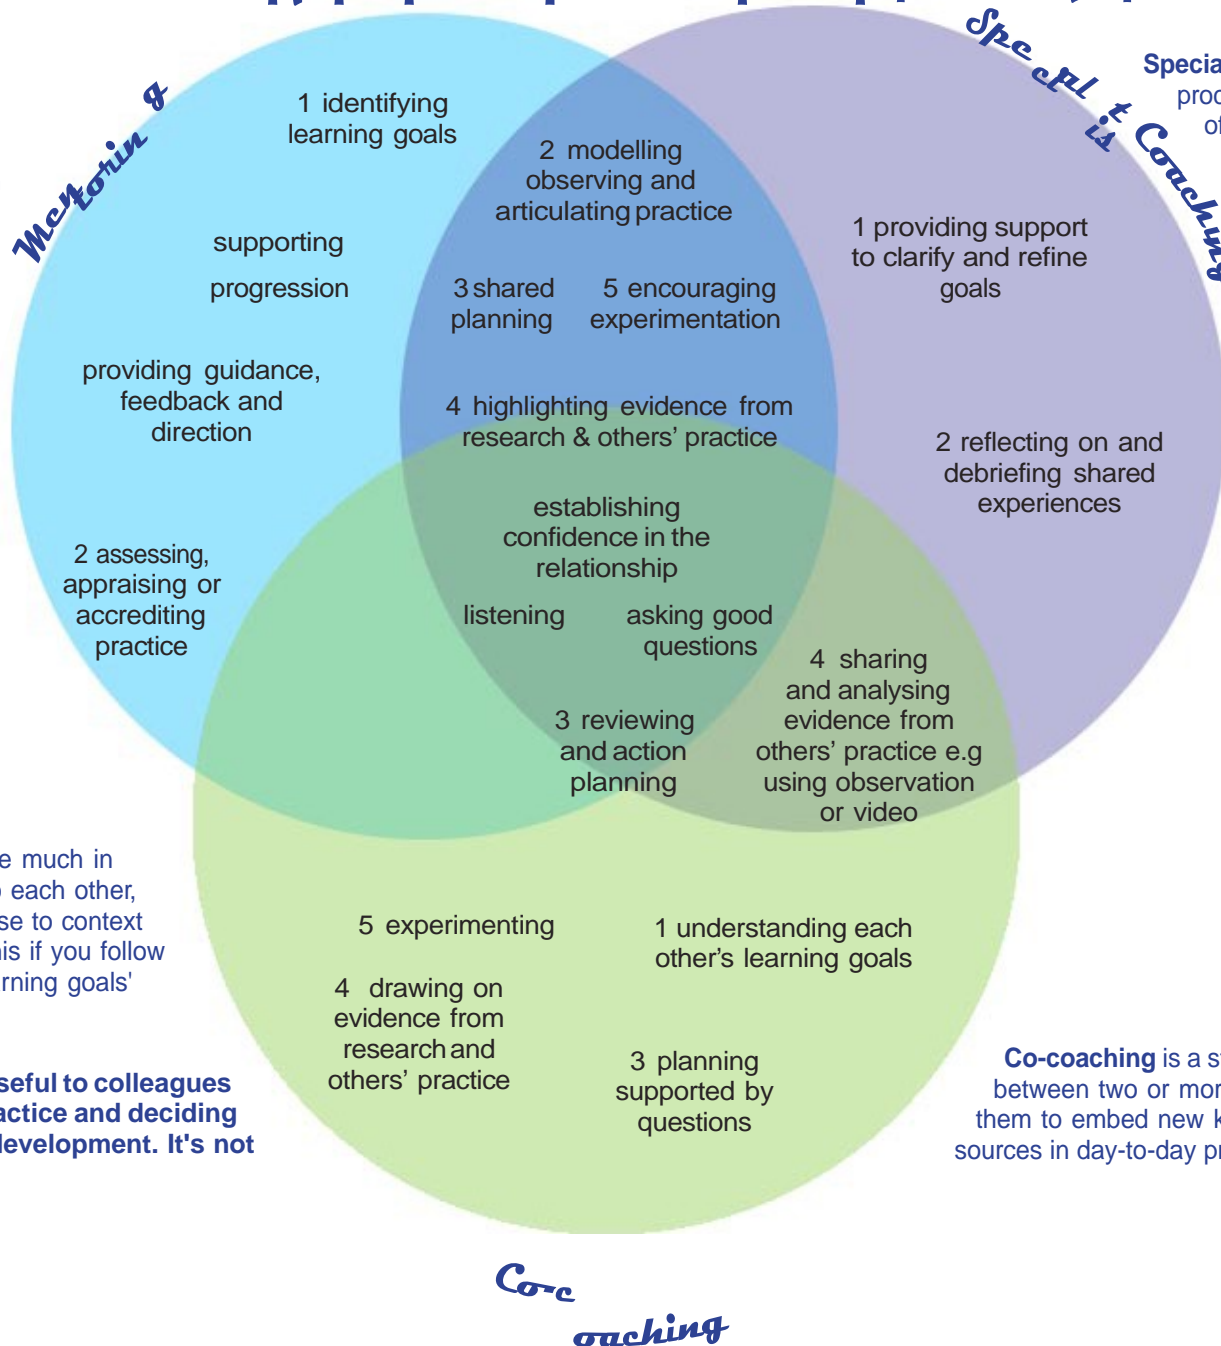 Mentoring
Specialist Coaching
Specia
proc
of
1 identifying
learning goals
2 modelling
observing and
articulating practice
1 providing support
to clarify and refine
goals
supporting
progression
3 shared
planning
5 encouraging
experimentation
providing guidance,
feedback and
direction
4 highlighting evidence from
research & others’ practice
2 reflecting on and
debriefing shared
experiences
establishing
confidence in the
relationship
2 assessing,
appraising or
accrediting
practice
listening
asking good
questions
4 sharing
and analysing
evidence from
others’ practice e.g
using observation
or video
3 reviewing
and action
planning
e much in
o each other,
se to context
his if you follow
rning goals'
5 experimenting
1 understanding each
other’s learning goals
4 drawing on
evidence from
research and
others’ practice
3 planning
supported by
questions
seful to colleagues
actice and deciding
development. It's not
Co-coaching is a s
between two or mor
them to embed new k
sources in day-to-day pr
Co-c
oaching